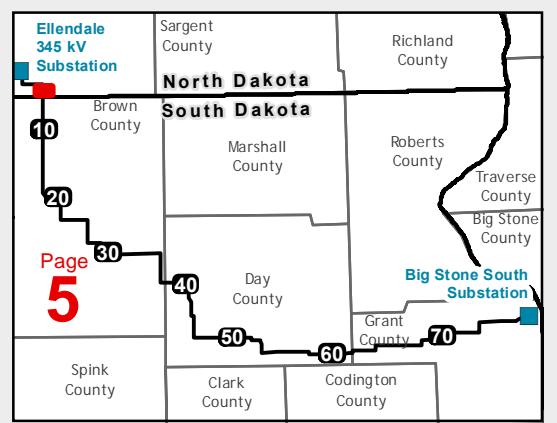 Ellendale
345 kV
Substation
Sargent
County
Richland
County
North Dakota
South Dakota
Brown
County
10
Marshall
County
Roberts
County
Traverse
County
20
Big Stone
County
30
Page
5
40
Day
County
Big Stone South
Substation
Grant
County
50
60
70
Spink
County
Clark
County
Codington
County